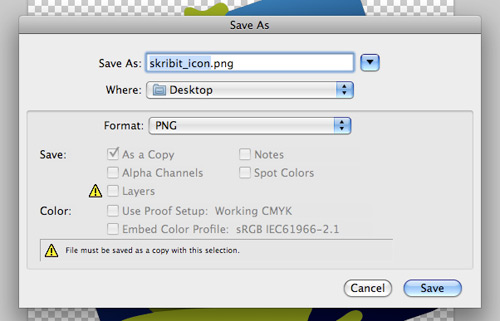 Save As
Save As: skribit_icon.png
Where: Desktop
Format: PNG
Save: As a Copy Notes
Alpha Channels Spot Colors
Layers
Color: Use Proof Setup: Working CMYK
Embed Color Profile: sRGB IEC61966-2.1
File must be saved as a copy with this selection.
Cancel Save